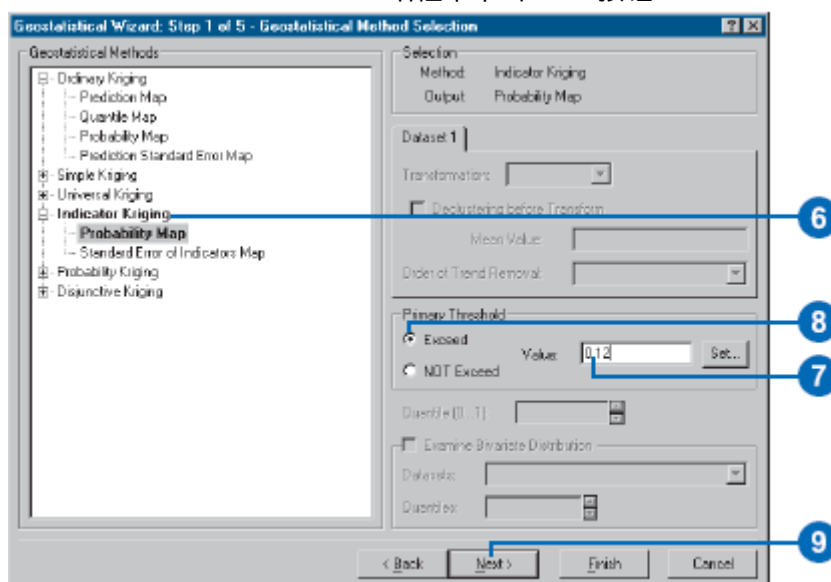 Geostatistical Wizard: Step 1 of 5 - Geostatistical Method Selection
Geostatistical Methods
Ordinary Kriging
Prediction Map
Quantile Map
Probability Map
Prediction Standard Error Map
Simple Kriging
Universal Kriging
Indicator Kriging
Probability Map
Standard Error of Indicators Map
Probability Kriging
Disjunctive Kriging
Selection
Method: Indicator Kriging
Output: Probability Map
Dataset 1
Transformation:
Declustering before Transform
Mean Value:
Order of Trend Removal:
Primary Threshold
Exceed
Value: 0.12 Set...
NOT Exceed
Quantile (0...1):
Examine Bivariate Distribution
Datasets:
Quantiles:
< Back Next > Finish Cancel
6
8
7
9